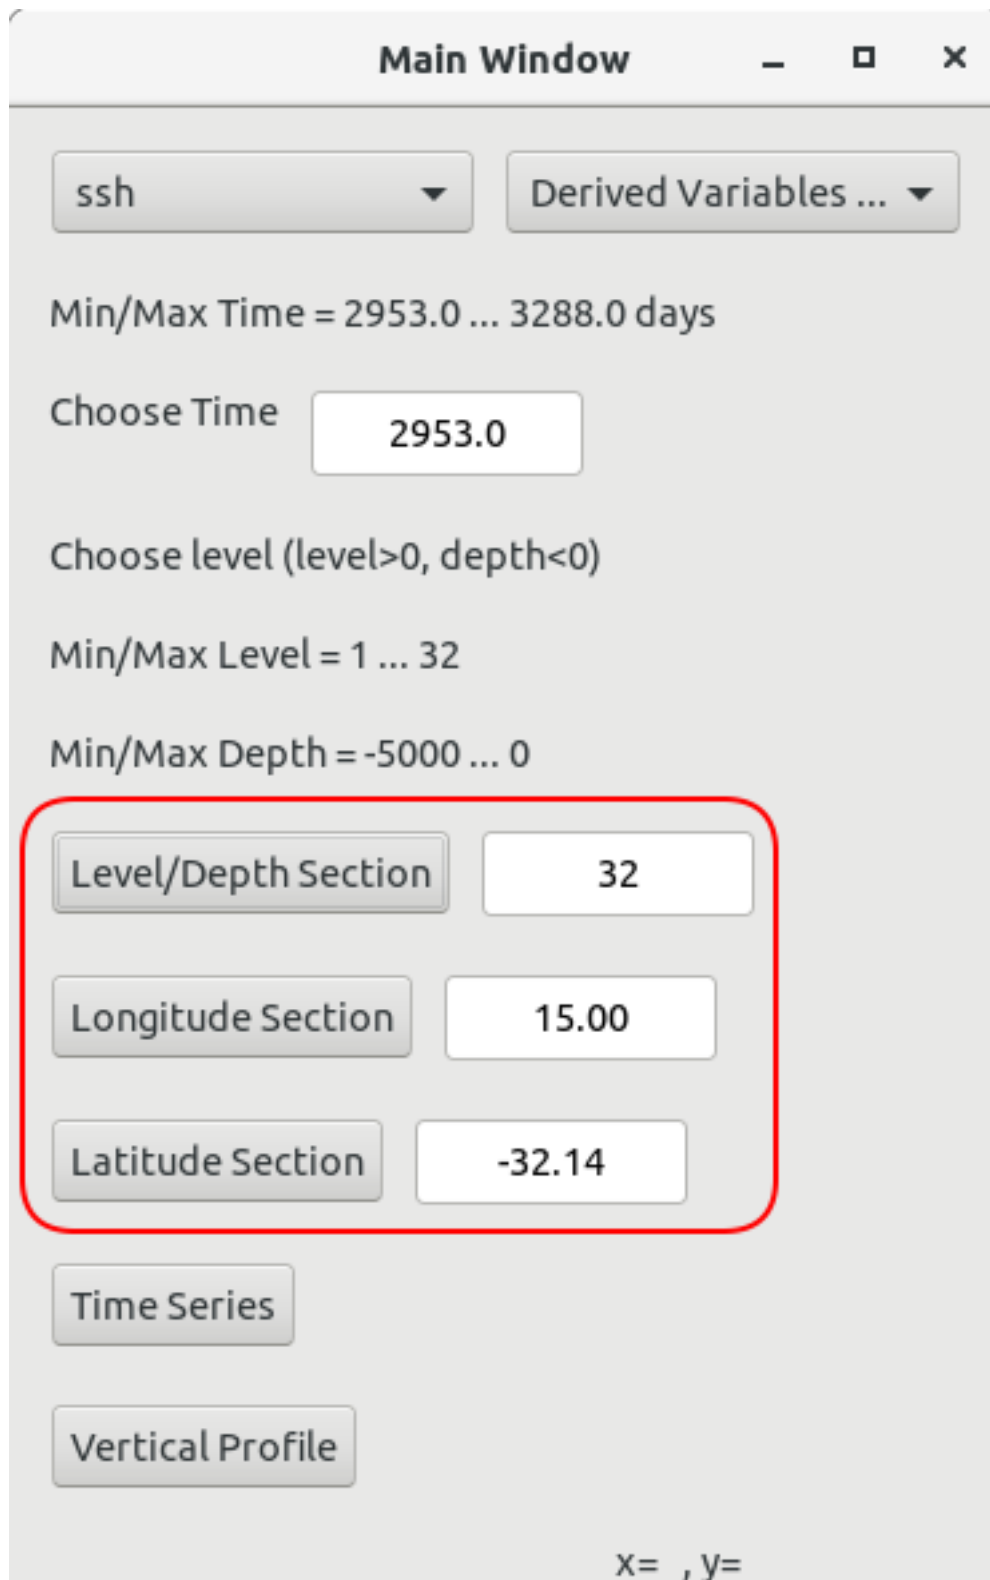 Main Window
ssh Derived Variables ...
Min/Max Time = 2953.0 ... 3288.0 days
Choose Time 2953.0
Choose level (level>0, depth<0)
Min/Max Level = 1 ... 32
Min/Max Depth = -5000 ... 0
Level/Depth Section 32
Longitude Section 15.00
Latitude Section -32.14
Time Series
Vertical Profile
x= , y=